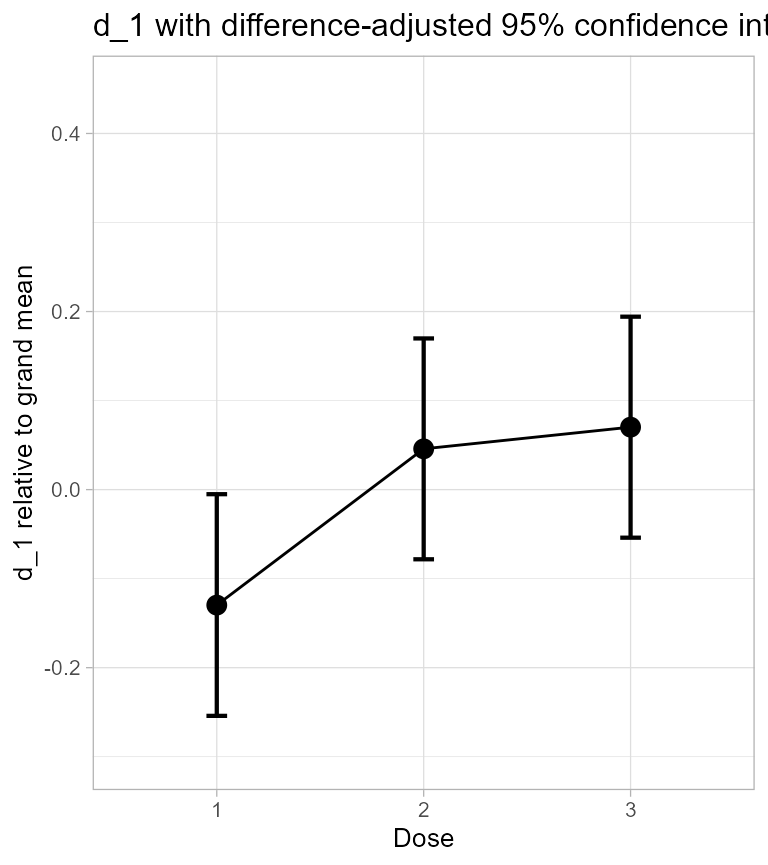 d_1 with difference-adjusted 95% confidence int
d_1 relative to grand mean
0.4
0.2
0.0
-0.2
1
2
3
Dose